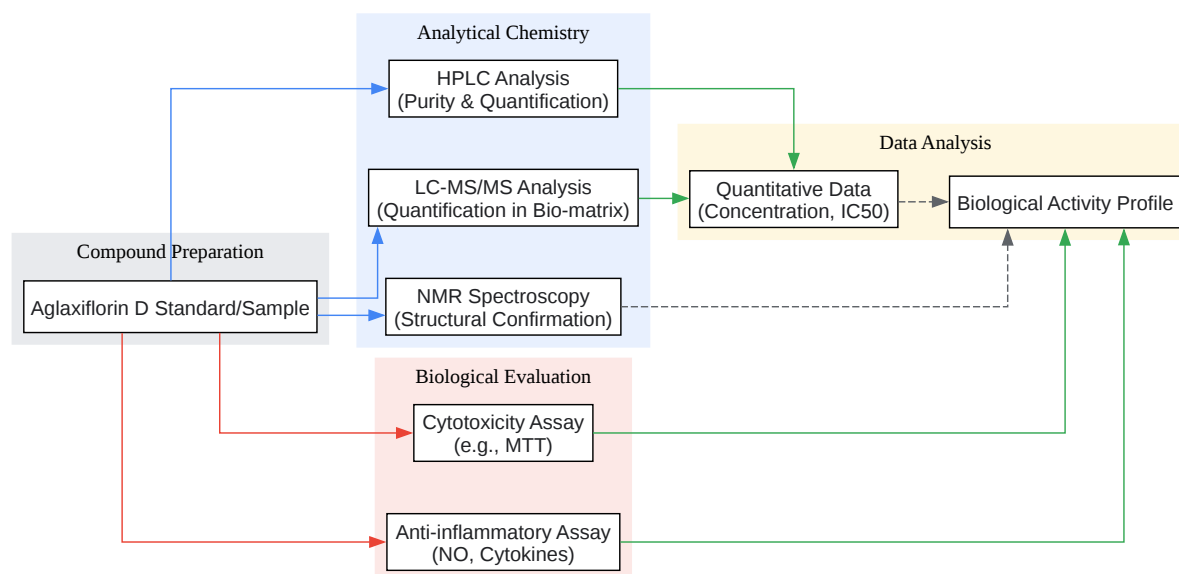 Analytical Chemistry
HPLC Analysis
(Purity & Quantification)
LC-MS/MS Analysis
(Quantification in Bio-matrix)
NMR Spectroscopy
(Structural Confirmation)
Data Analysis
Quantitative Data
(Concentration, IC50)
Biological Activity Profile
Compound Preparation
Aglaxiflorin D Standard/Sample
Biological Evaluation
Cytotoxicity Assay
(e.g., MTT)
Anti-inflammatory Assay
(NO, Cytokines)